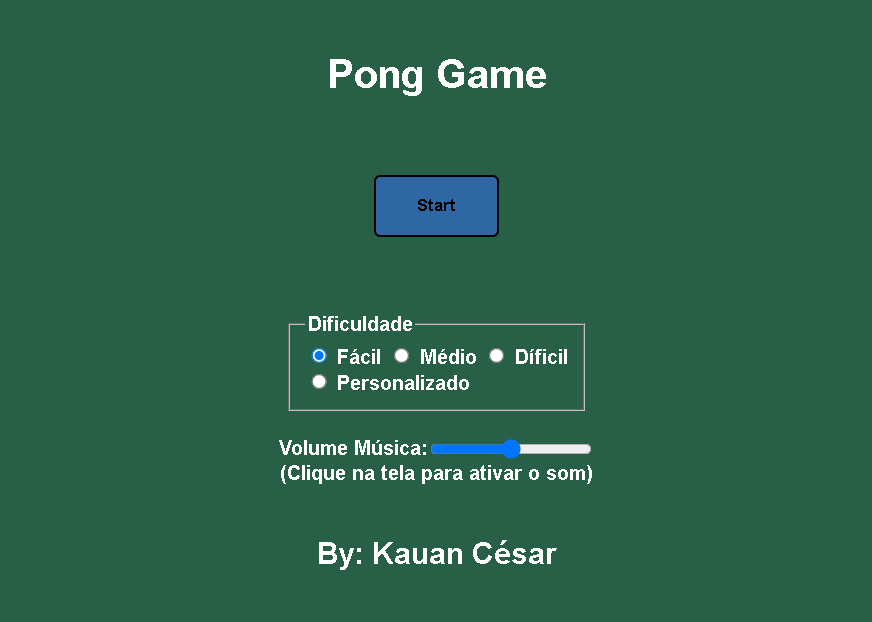 Pong Game
Start
Dificuldade
Fácil Médio Díficil
Personalizado
Volume Música:
(Clique na tela para ativar o som)
By: Kauan César